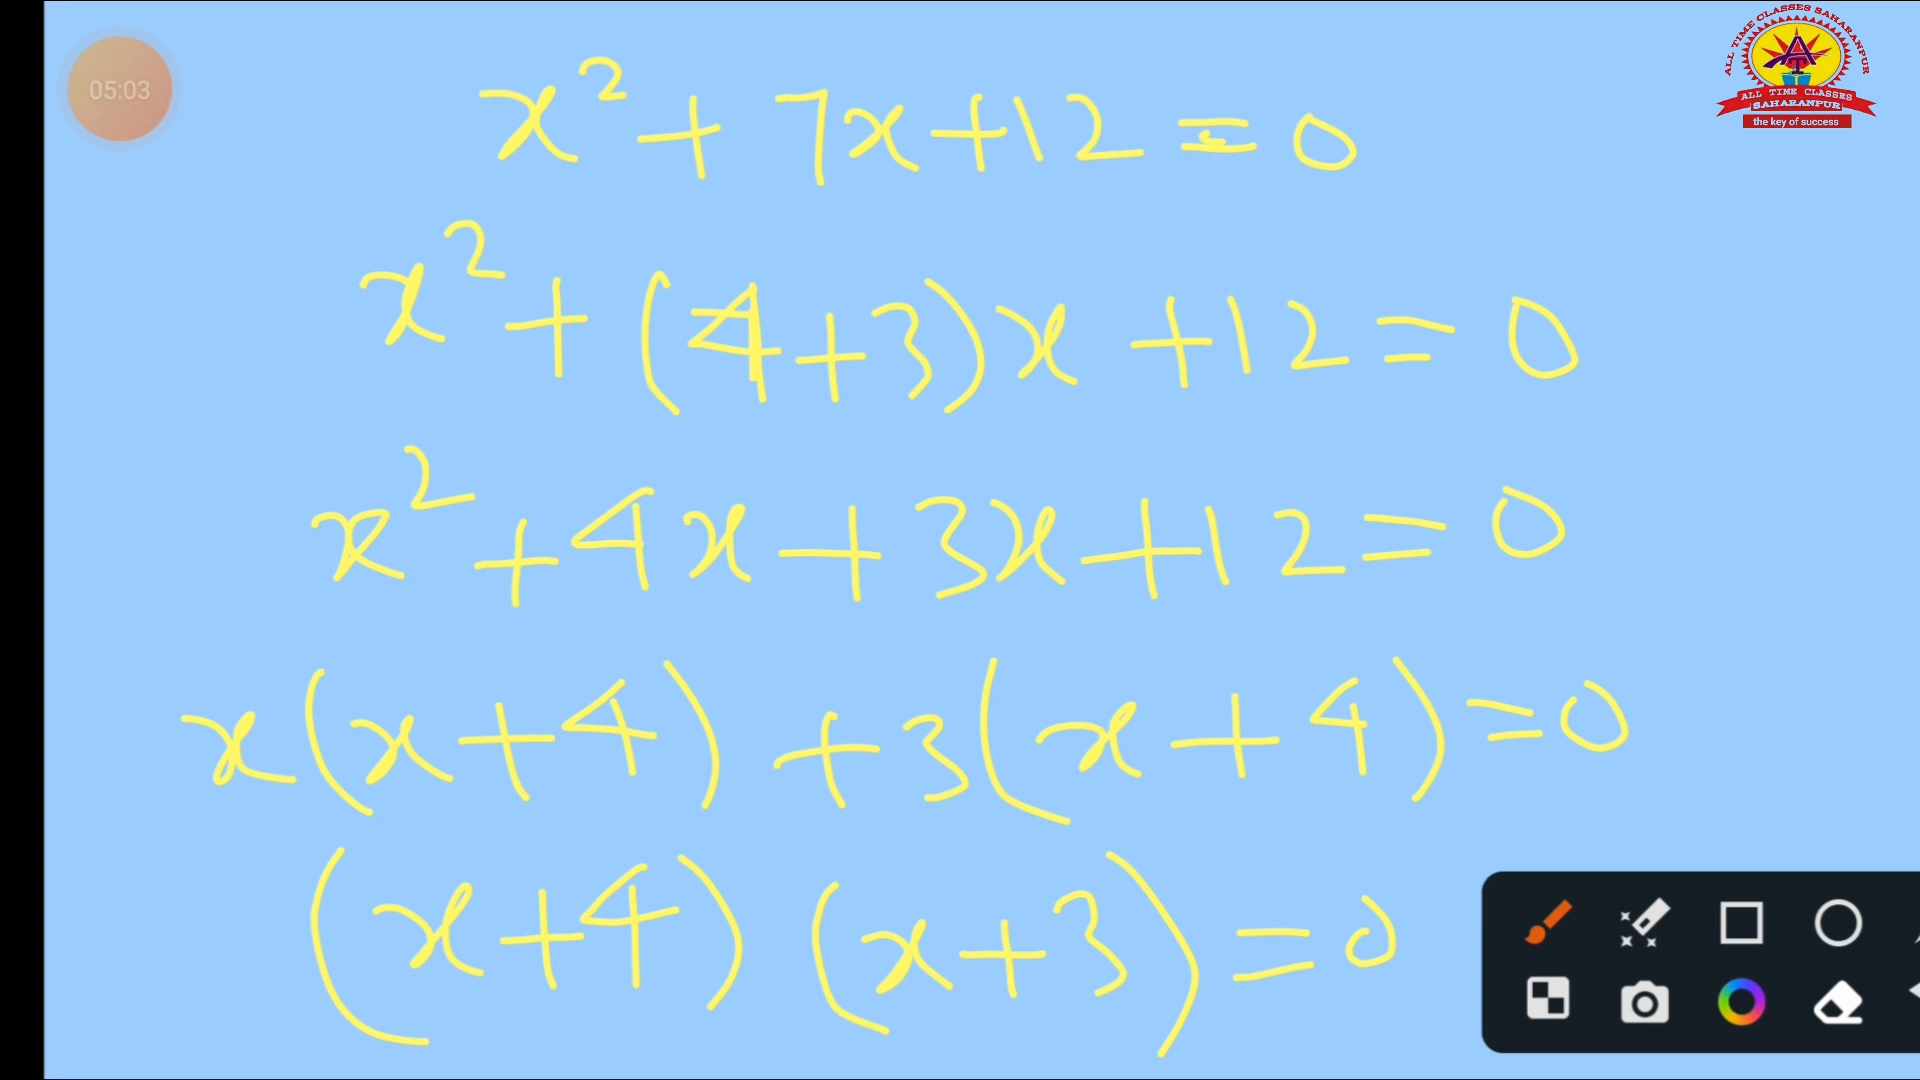 05:03
ALL TIME CLASSES SAHARANPUR
AT
ALL TIME CLASSES
SAHARANPUR
the key of success
x² + 7x+12 = 0
x² + (4+3)x +12 = 0
x² + 4x + 3x + 12 = 0
x(x+4) + 3(x+4) = 0
(x+4) (x+3) = 0